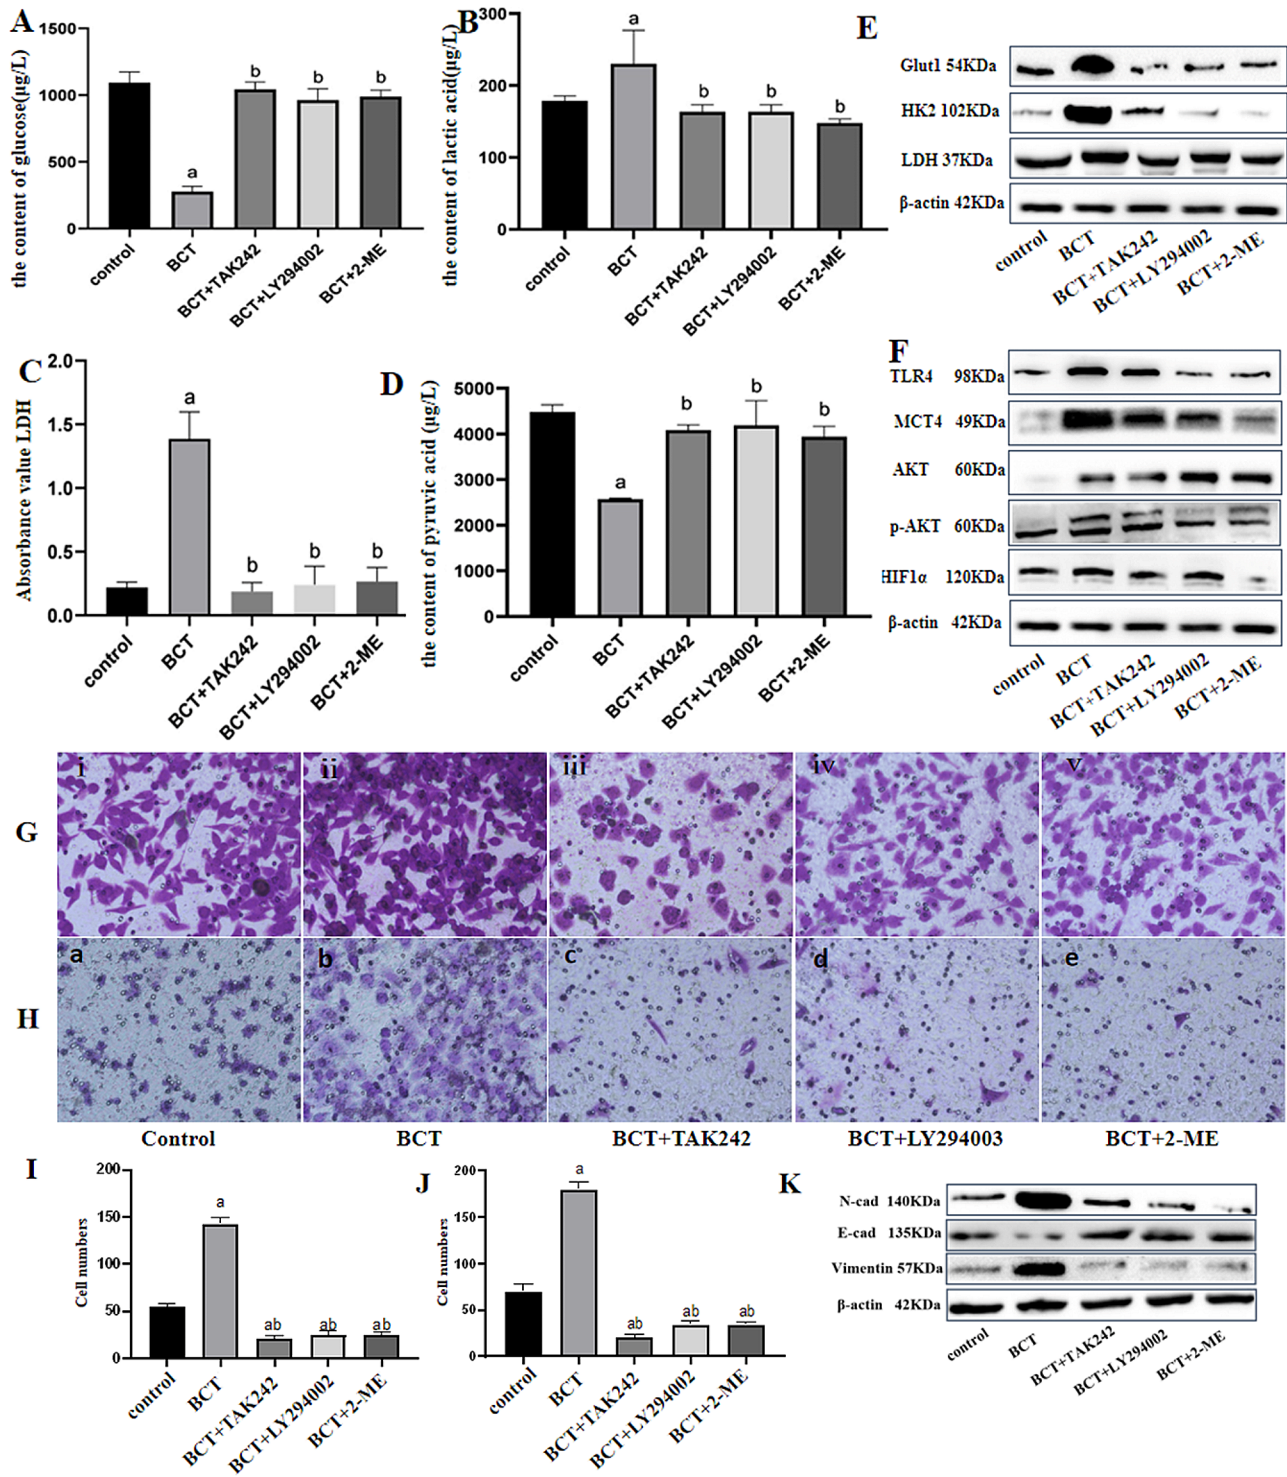 A
the content of glucose(µg/L)
1500
1000
500
0
a
b
b
b
control
BCT
BCT+TAK242
BCT+LY294002
BCT+2-ME
B
the content of lactic acid(µg/L)
300
200
100
0
a
b
b
b
control
BCT
BCT+TAK242
BCT+LY294002
BCT+2-ME
E
Glut1 54KDa
HK2 102KDa
LDH 37KDa
β-actin 42KDa
control
BCT
BCT+TAK242
BCT+LY294002
BCT+2-ME
C
Absorbance value LDH
2.0
1.5
1.0
0.5
0.0
a
b
b
b
control
BCT
BCT+TAK242
BCT+LY294002
BCT+2-ME
D
the content of pyruvic acid (µg/L)
5000
4000
3000
2000
1000
0
a
b
b
b
control
BCT
BCT+TAK242
BCT+LY294002
BCT+2-ME
F
TLR4 98KDa
MCT4 49KDa
AKT 60KDa
p-AKT 60KDa
HIF1α 120KDa
β-actin 42KDa
control
BCT
BCT+TAK242
BCT+LY294002
BCT+2-ME
G
i
ii
iii
iv
v
H
a
b
c
d
e
Control
BCT
BCT+TAK242
BCT+LY294003
BCT+2-ME
I
Cell numbers
200
150
100
50
0
a
ab
ab
ab
control
BCT
BCT+TAK242
BCT+LY294002
BCT+2-ME
J
Cell numbers
200
150
100
50
0
a
ab
ab
ab
control
BCT
BCT+TAK242
BCT+LY294002
BCT+2-ME
K
N-cad 140KDa
E-cad 135KDa
Vimentin 57KDa
β-actin 42KDa
control
BCT
BCT+TAK242
BCT+LY294002
BCT+2-ME